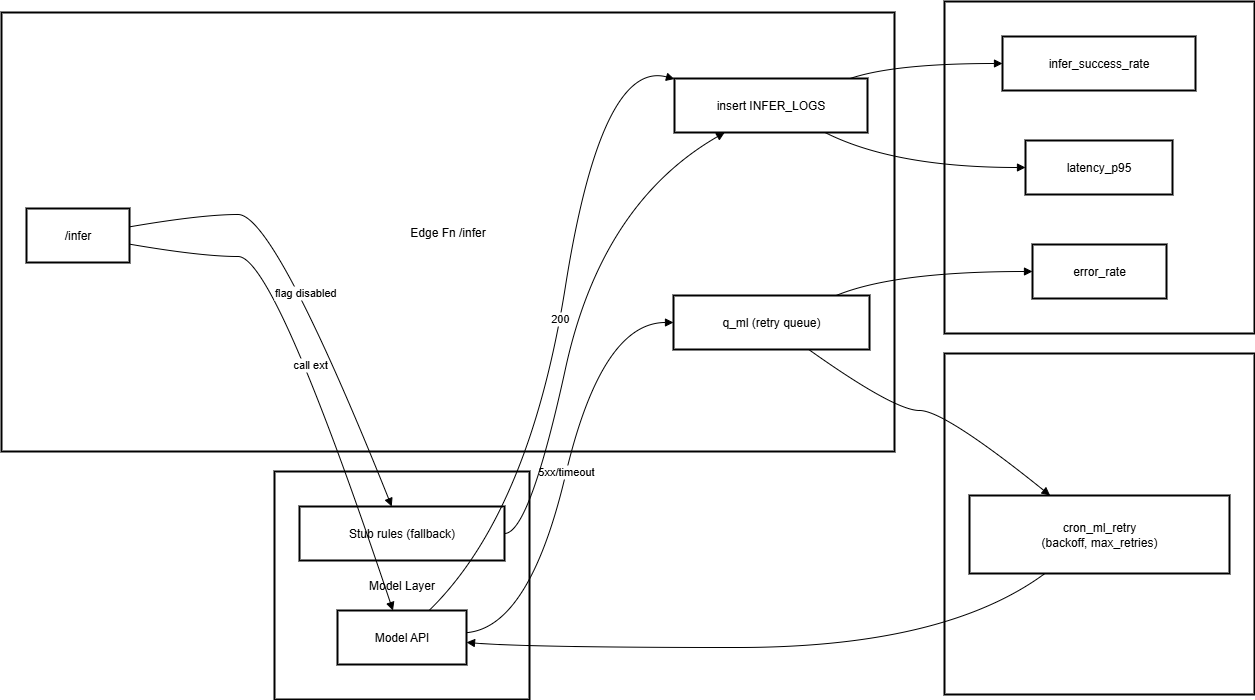 infer_success_rate
insert INFER_LOGS
latency_p95
/infer
Edge Fn /infer
error_rate
flag disabled
200
q_ml (retry queue)
call ext
5xx/timeout
Stub rules (fallback)
cron_ml_retry
(backoff, max_retries)
Model Layer
Model API